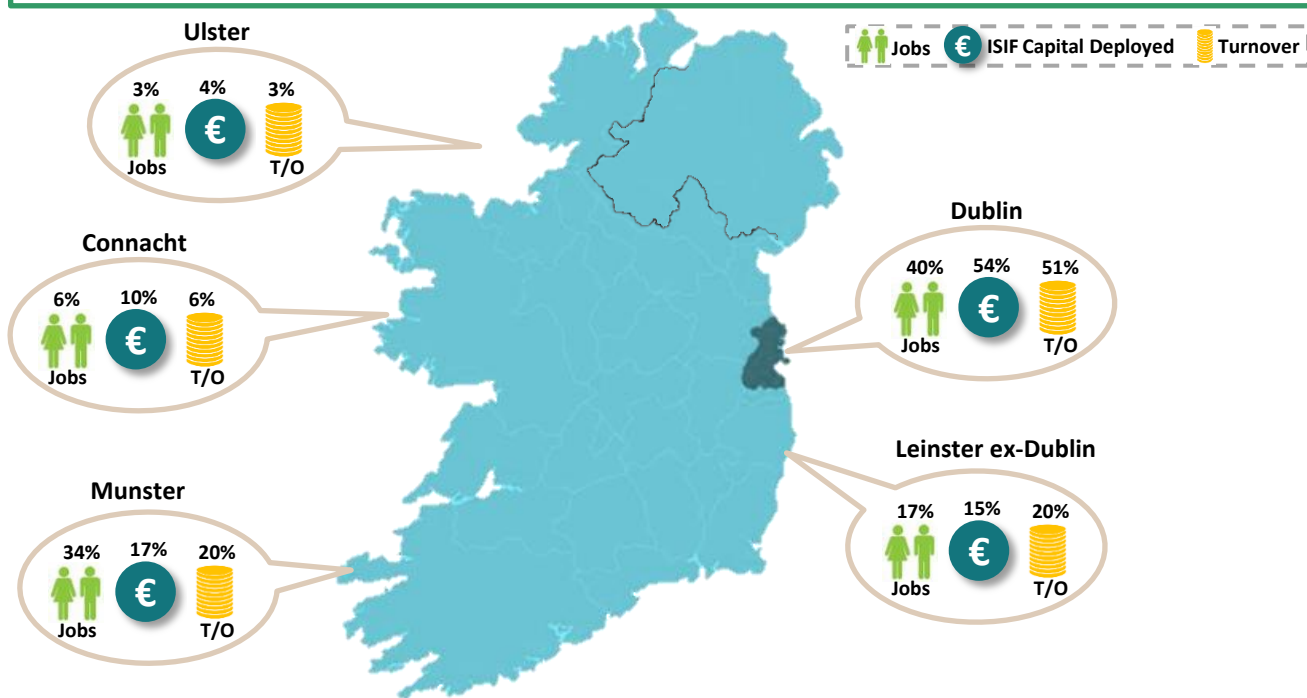 Jobs € ISIF Capital Deployed Turnover
Ulster
3% 4% 3%
€
Jobs T/O
Connacht
6% 10% 6%
€
Jobs T/O
Munster
34% 17% 20%
€
Jobs T/O
Dublin
40% 54% 51%
€
Jobs T/O
Leinster ex-Dublin
17% 15% 20%
€
Jobs T/O